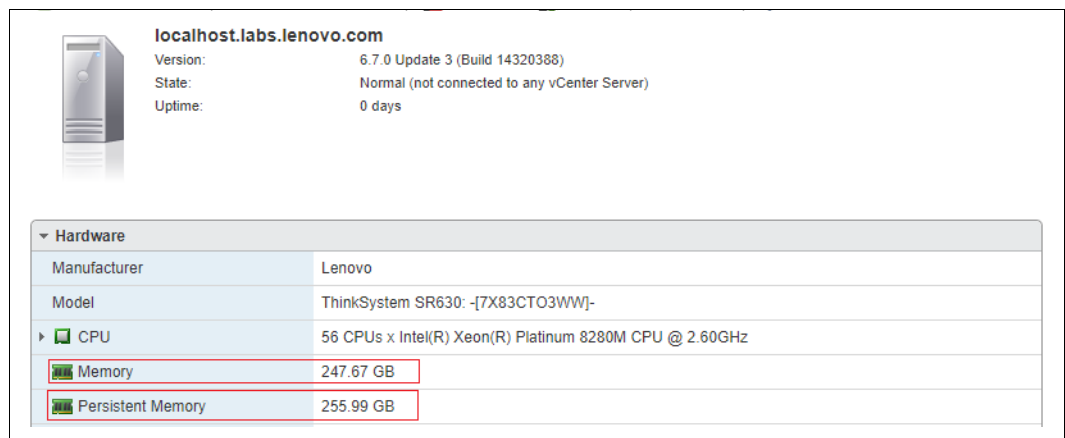 localhost.labs.lenovo.com
Version: 6.7.0 Update 3 (Build 14320388)
State: Normal (not connected to any vCenter Server)
Uptime: 0 days
Hardware
Manufacturer Lenovo
Model ThinkSystem SR630: -[7X83CTO3WW]-
CPU 56 CPUs x Intel(R) Xeon(R) Platinum 8280M CPU @ 2.60GHz
Memory 247.67 GB
Persistent Memory 255.99 GB